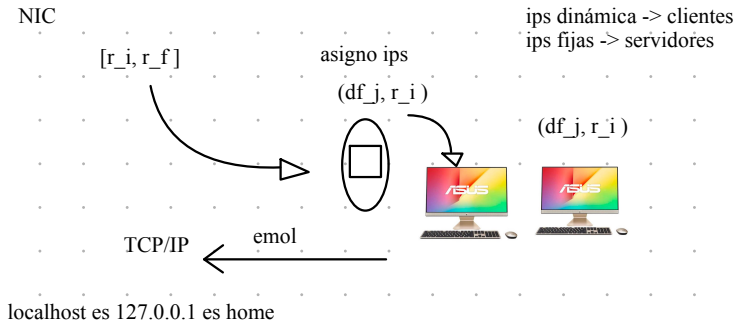 NIC
ips dinámica -> clientes
ips fijas -> servidores
[r_i, r_f ]
asigno ips
(df_j, r_i )
(df_j, r_i )
ASUS
ASUS
TCP/IP
emol
localhost es 127.0.0.1 es home